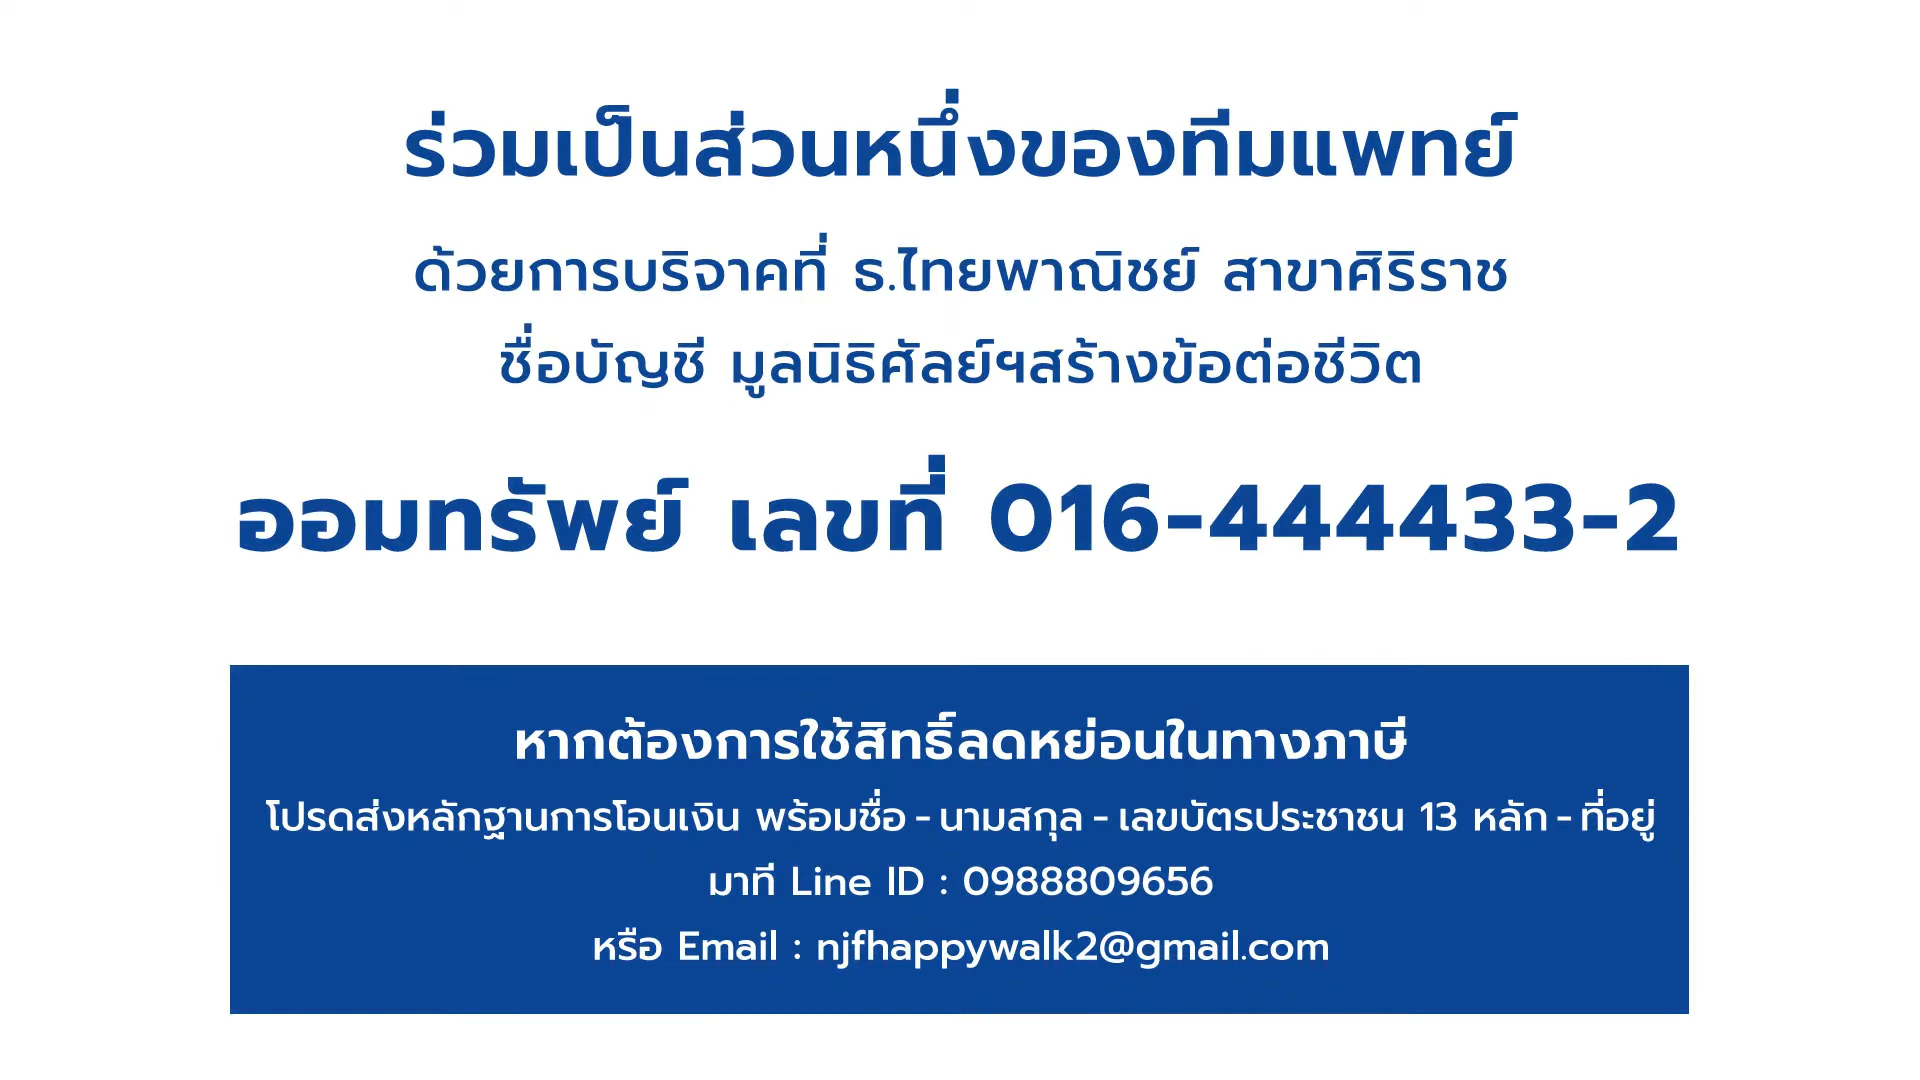 ร่วมเป็นส่วนหนึ่งของทีมแพทย์
ด้วยการบริจาคที่ ธ.ไทยพาณิชย์ สาขาศิริราช
ชื่อบัญชี มูลนิธิศัลย์ฯสร้างข้อต่อชีวิต
ออมทรัพย์ เลขที่ 016-444433-2
หากต้องการใช้สิทธิ์ลดหย่อนในทางภาษี
โปรดส่งหลักฐานการโอนเงิน พร้อมชื่อ - นามสกุล - เลขบัตรประชาชน 13 หลัก - ที่อยู่
มาที Line ID : 0988809656
หรือ Email : njfhappywalk2@gmail.com